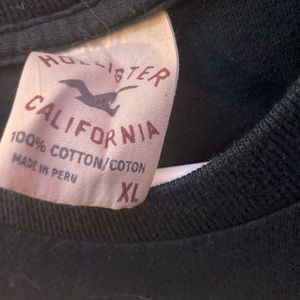 HOLLISTER
CALIFORNIA
100% COTTON/COTON
MADE IN PERU
XL